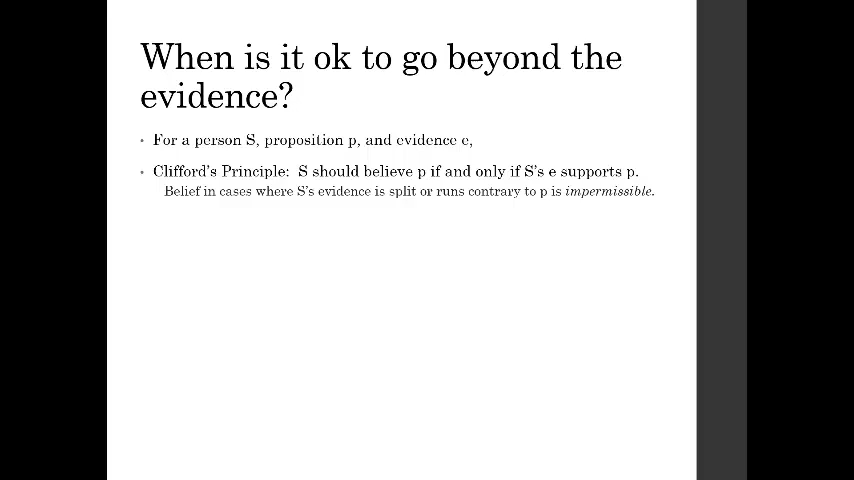 When is it ok to go beyond the
evidence?
• For a person S, proposition p, and evidence e,
• Clifford's Principle: S should believe p if and only if S's e supports p.
Belief in cases where S's evidence is split or runs contrary to p is impermissible.